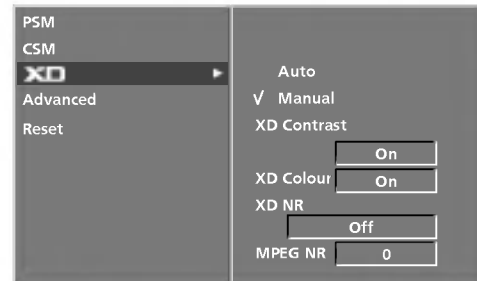 PSM
CSM
XD
Advanced
Reset
Auto
√ Manual
XD Contrast
On
XD Colour On
XD NR
Off
MPEG NR 0